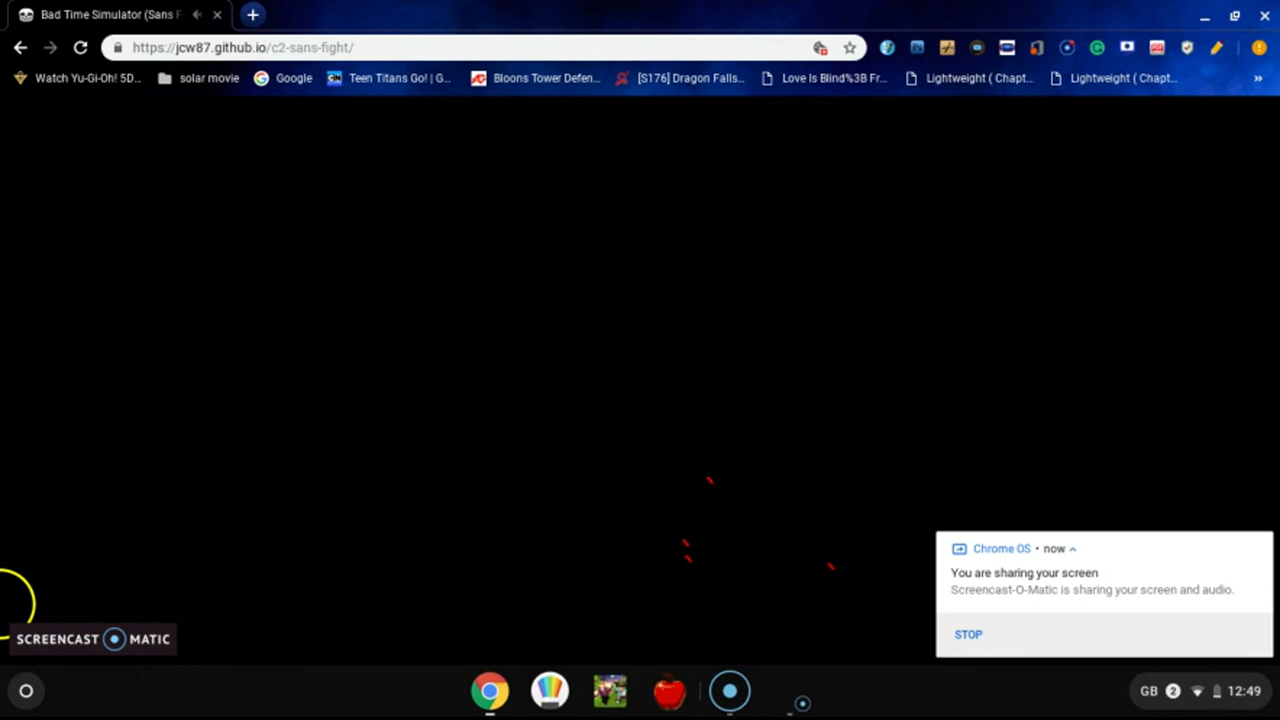 Bad Time Simulator (Sans F
https://jcw87.github.io/c2-sans-fight/
Watch Yu-Gi-Oh! 5D...
solar movie
Google
Teen Titans Go! | G...
Bloons Tower Defen...
[S176] Dragon Falls...
Love Is Blind%3B Fr...
Lightweight ( Chapt...
Lightweight ( Chapt...
»
Chrome OS • now
You are sharing your screen
Screencast-O-Matic is sharing your screen and audio.
STOP
SCREENCAST MATIC
GB 2 12:49